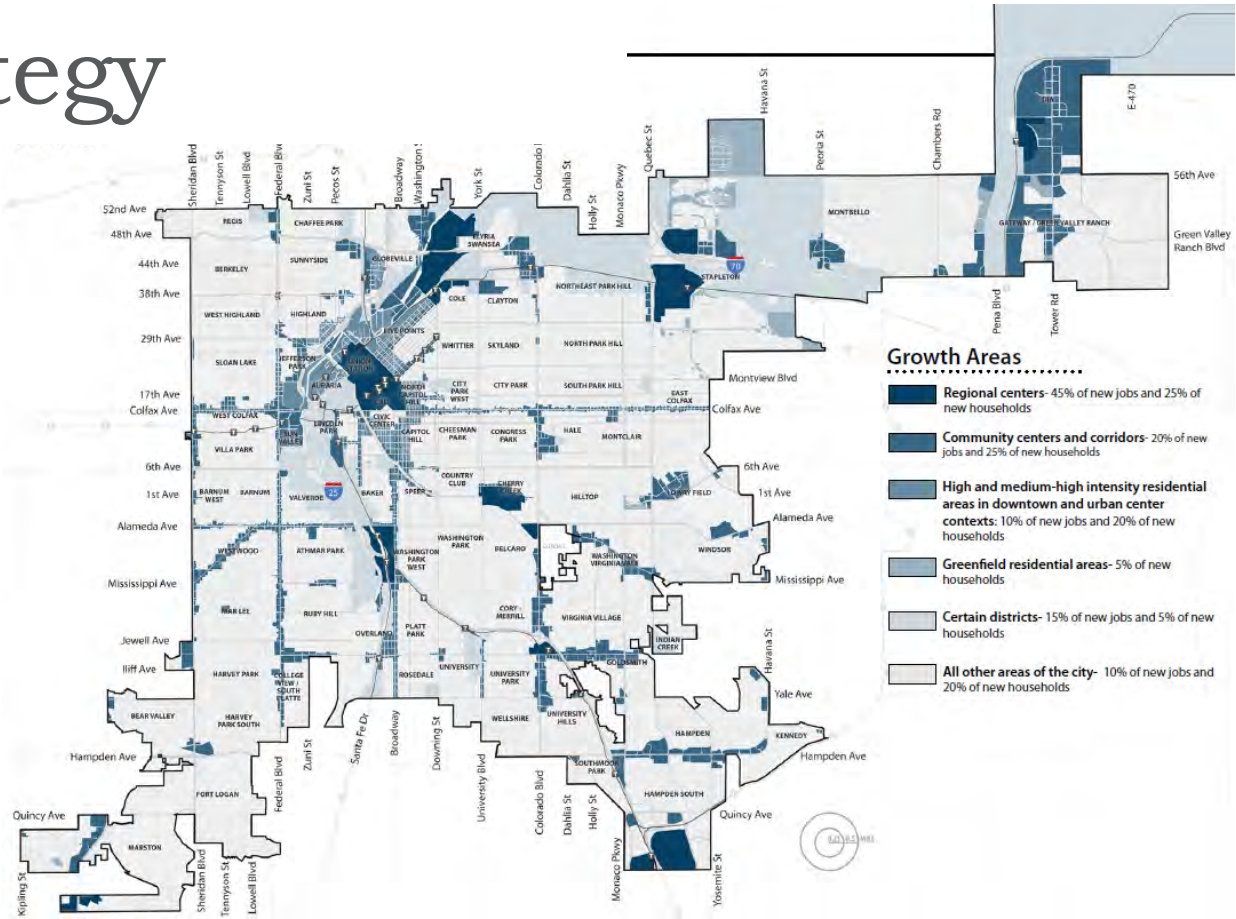 tegy
Havana St
E-470
Quebec St
Peoria St
Chambers Rd
Sheridan Blvd
Tennyson St
Lowell Blvd
Federal Blv
Zuni St
Pecos St
Broadway
Washington S
York St
Colorado
Dahlia St
Holly St
Monaco Pkwy
56th Ave
52nd Ave
REGIS
CHAFFEE PARK
MONTBELLO
GATEWAY / GREEN VALLEY RANCH
48th Ave
ELYRIA
SWANSEA
Green Valley
Ranch Blvd
44th Ave
BERKELEY
SUNNYSIDE
GLOBEVILLE
70
STAPLETON
38th Ave
COLE
CLAYTON
NORTHEAST PARK HILL
Pena Blvd
Tower Rd
WEST HIGHLAND
HIGHLAND
FIVE POINTS
29th Ave
WHITTIER
SKYLAND
NORTH PARK HILL
SLOAN LAKE
JEFFERSON
PARK
UNION
STATION
AURARIA
NORTH
CAPITOL
HILL
CITY
PARK
WEST
CITY PARK
SOUTH PARK HILL
EAST
COLFAX
Montview Blvd
17th Ave
Colfax Ave
WEST COLFAX
Colfax Ave
SUN
VALLEY
LINCOLN
PARK
CIVIC
CENTER
CAPITOL
HILL
CHEESMAN
PARK
CONGRESS
PARK
HALE
MONTCLAIR
VILLA PARK
6th Ave
6th Ave
1st Ave
BARNUM
WEST
BARNUM
VALVERDE
25
BAKER
SPEER
COUNTRY
CLUB
CHERRY
CREEK
HILLTOP
LOWRY FIELD
1st Ave
Alameda Ave
Alameda Ave
WESTWOOD
ATHMAR PARK
WASHINGTON
PARK
WEST
WASHINGTON
PARK
BELCARO
WASHINGTON
VIRGINIA VALE
WINDSOR
Mississippi Ave
Mississippi Ave
MAR LEE
RUBY HILL
OVERLAND
PLATT
PARK
CORY -
MERRILL
VIRGINIA VILLAGE
INDIAN
CREEK
Havana St
Jewell Ave
Iliff Ave
HARVEY PARK
COLLEGE
VIEW /
SOUTH
PLATTE
ROSEDALE
UNIVERSITY
UNIVERSITY
PARK
GOLDSMITH
Yale Ave
BEAR VALLEY
HARVEY
PARK SOUTH
WELLSHIRE
UNIVERSITY
HILLS
HAMPDEN
KENNEDY
Hampden Ave
Hampden Ave
Federal Blvd
Zuni St
Santa Fe Dr
Broadway
Downing St
University Blvd
Colorado Blvd
Dahlia St
Holly St
SOUTHMOOR
PARK
HAMPDEN SOUTH
FORT LOGAN
Quincy Ave
Quincy Ave
MARSTON
Kipling St
Sheridan Blvd
Tennyson St
Lowell Blvd
Monaco Pkwy
Yosemite St
Growth Areas
Regional centers- 45% of new jobs and 25% of
new households
Community centers and corridors- 20% of new
jobs and 25% of new households
High and medium-high intensity residential
areas in downtown and urban center
contexts: 10% of new jobs and 20% of new
households
Greenfield residential areas- 5% of new
households
Certain districts- 15% of new jobs and 5% of new
households
All other areas of the city- 10% of new jobs and
20% of new households